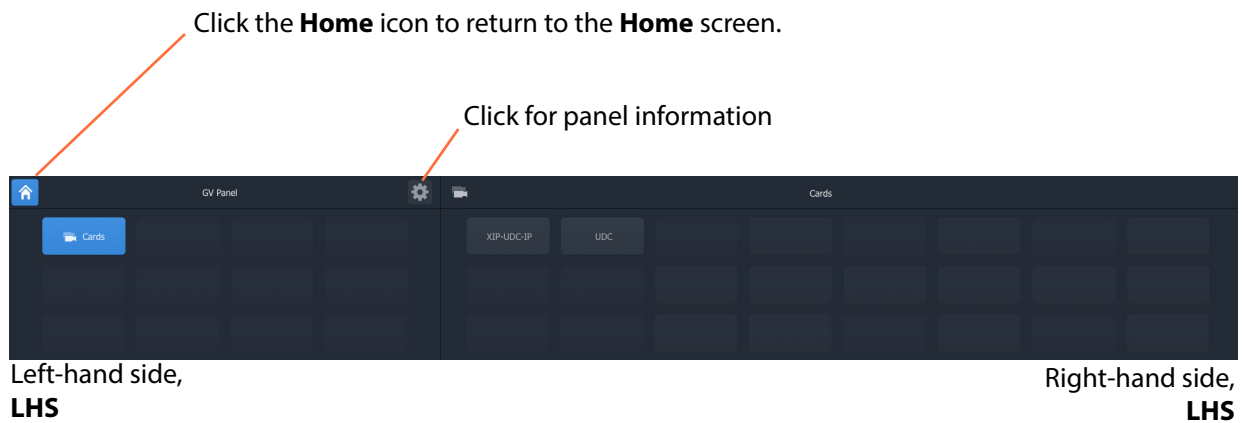 Click the Home icon to return to the Home screen.
Click for panel information
GV Panel
Cards
Cards
XIP-UDC-IP
UDC
Left-hand side,
LHS
Right-hand side,
LHS